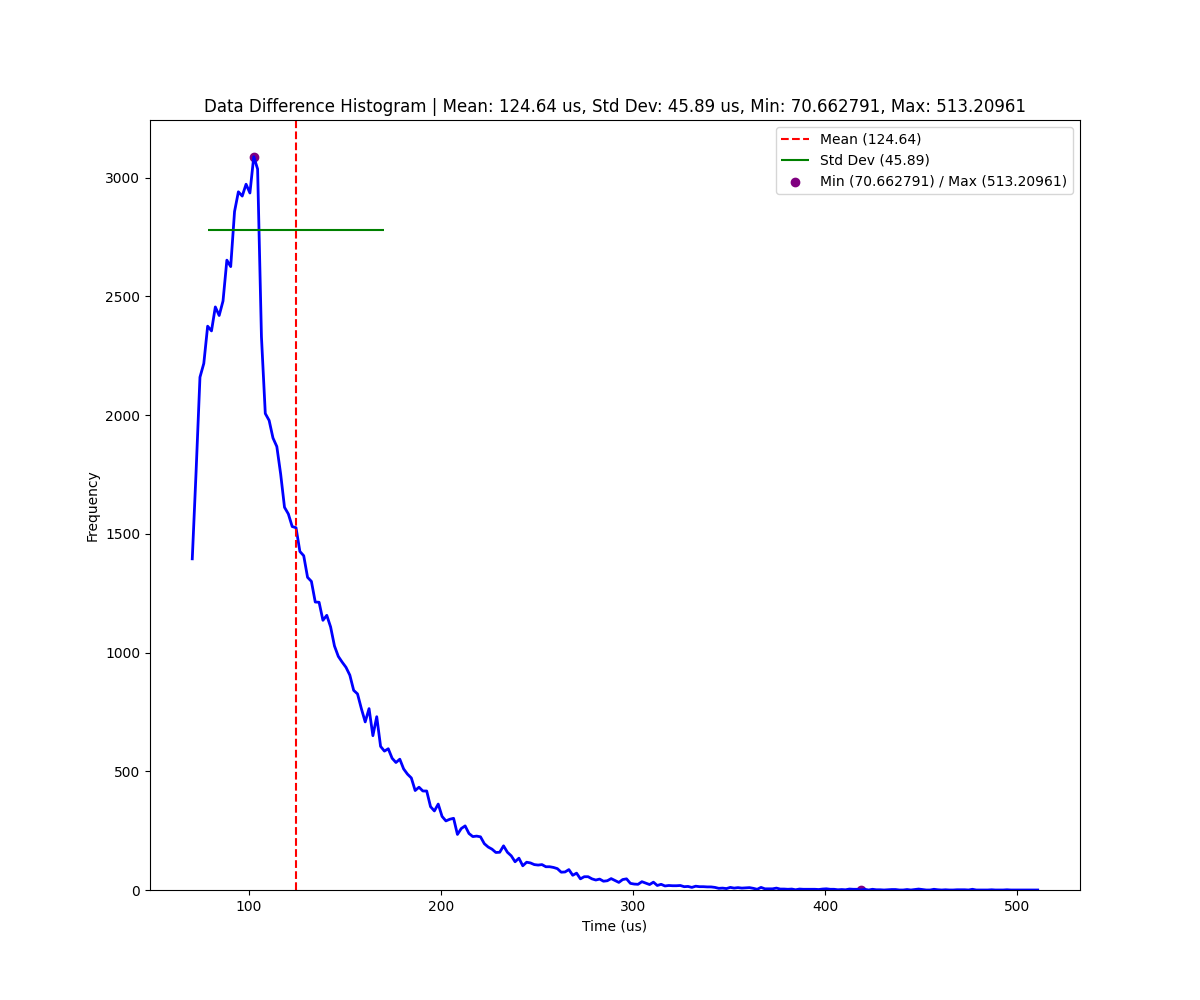 Data Difference Histogram | Mean: 124.64 us, Std Dev: 45.89 us, Min: 70.662791, Max: 513.20961
Mean (124.64)
Std Dev (45.89)
Min (70.662791) / Max (513.20961)
3000
2500
2000
1500
1000
500
0
Frequency
100 200 300 400 500
Time (us)